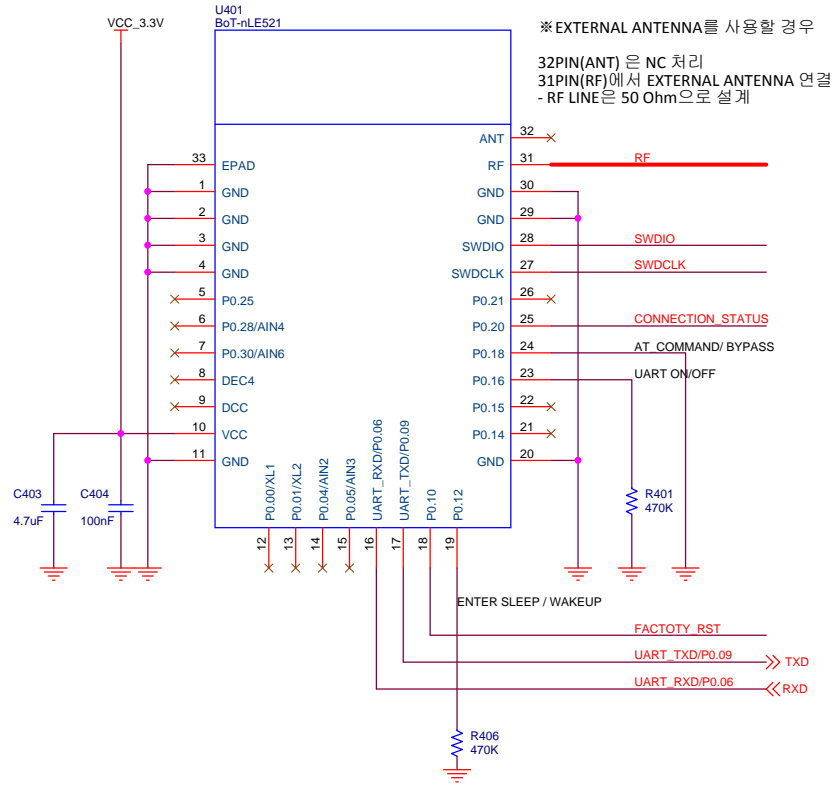 U401
BoT-nLE521
VCC_3.3V
※EXTERNAL ANTENNA를 사용할 경우
32PIN(ANT) 은 NC 처리
31PIN(RF)에서 EXTERNAL ANTENNA 연결
- RF LINE은 50 Ohm으로 설계
ANT 32
33 EPAD
RF 31 RF
1 GND
GND 30
2 GND
GND 29
3 GND
SWDIO 28 SWDIO
4 GND
SWDCLK 27 SWDCLK
5 P0.25
P0.21 26
6 P0.28/AIN4
P0.20 25 CONNECTION_STATUS
7 P0.30/AIN6
P0.18 24 AT_COMMAND/ BYPASS
8 DEC4
P0.16 23 UART ON/OFF
9 DCC
P0.15 22
10 VCC
P0.14 21
11 GND
GND 20
C403
4.7uF
C404
100nF
R401
470K
P0.00/XL1
P0.01/XL2
P0.04/AIN2
P0.05/AIN3
UART_RXD/P0.06
UART_TXD/P0.09
P0.10
P0.12
12
13
14
15
16
17
18
19
ENTER SLEEP / WAKEUP
FACTOTY_RST
UART_TXD/P0.09 TXD
UART_RXD/P0.06 RXD
R406
470K